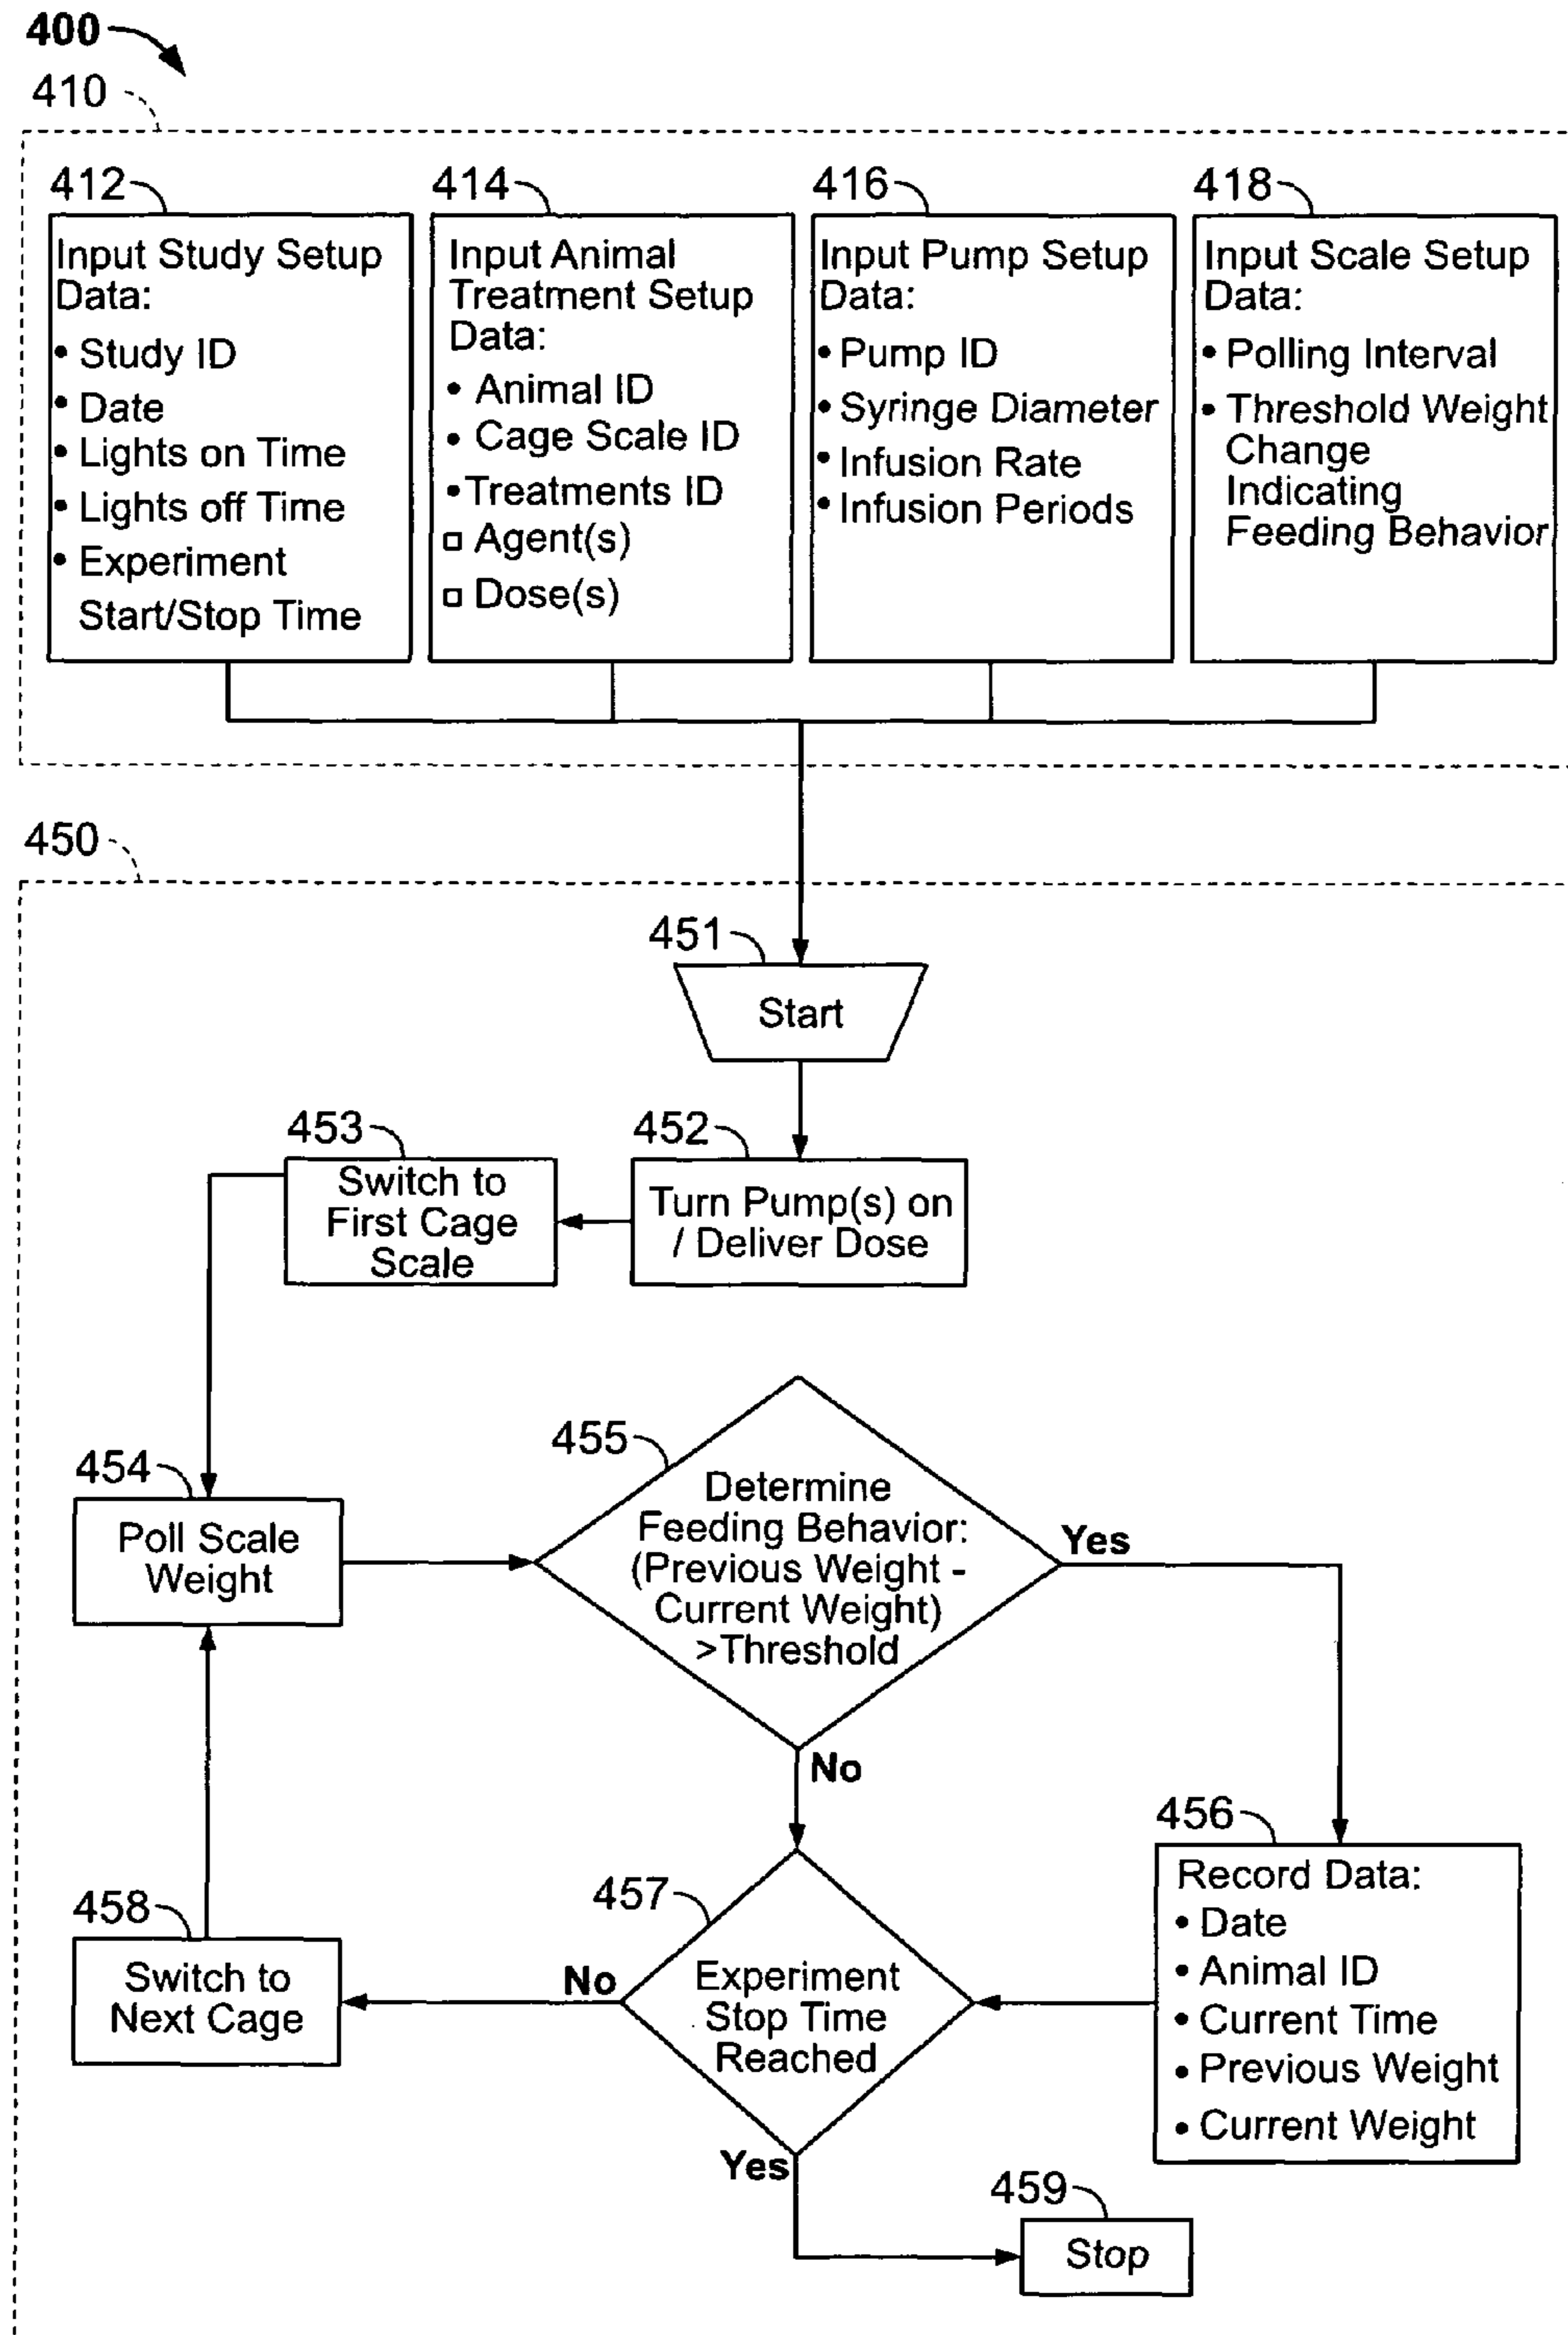 400
410
412
Input Study Setup
Data:
• Study ID
• Date
• Lights on Time
• Lights off Time
• Experiment
Start/Stop Time
414
Input Animal
Treatment Setup
Data:
• Animal ID
• Cage Scale ID
• Treatments ID
□ Agent(s)
□ Dose(s)
416
Input Pump Setup
Data:
• Pump ID
• Syringe Diameter
• Infusion Rate
• Infusion Periods
418
Input Scale Setup
Data:
• Polling Interval
• Threshold Weight
Change
Indicating
Feeding Behavior
450
451
Start
452
Turn Pump(s) on
/ Deliver Dose
453
Switch to
First Cage
Scale
454
Poll Scale
Weight
455
Determine
Feeding Behavior:
(Previous Weight -
Current Weight)
>Threshold
Yes
No
456
Record Data:
• Date
• Animal ID
• Current Time
• Previous Weight
• Current Weight
457
Experiment
Stop Time
Reached
No
Yes
458
Switch to
Next Cage
459
Stop